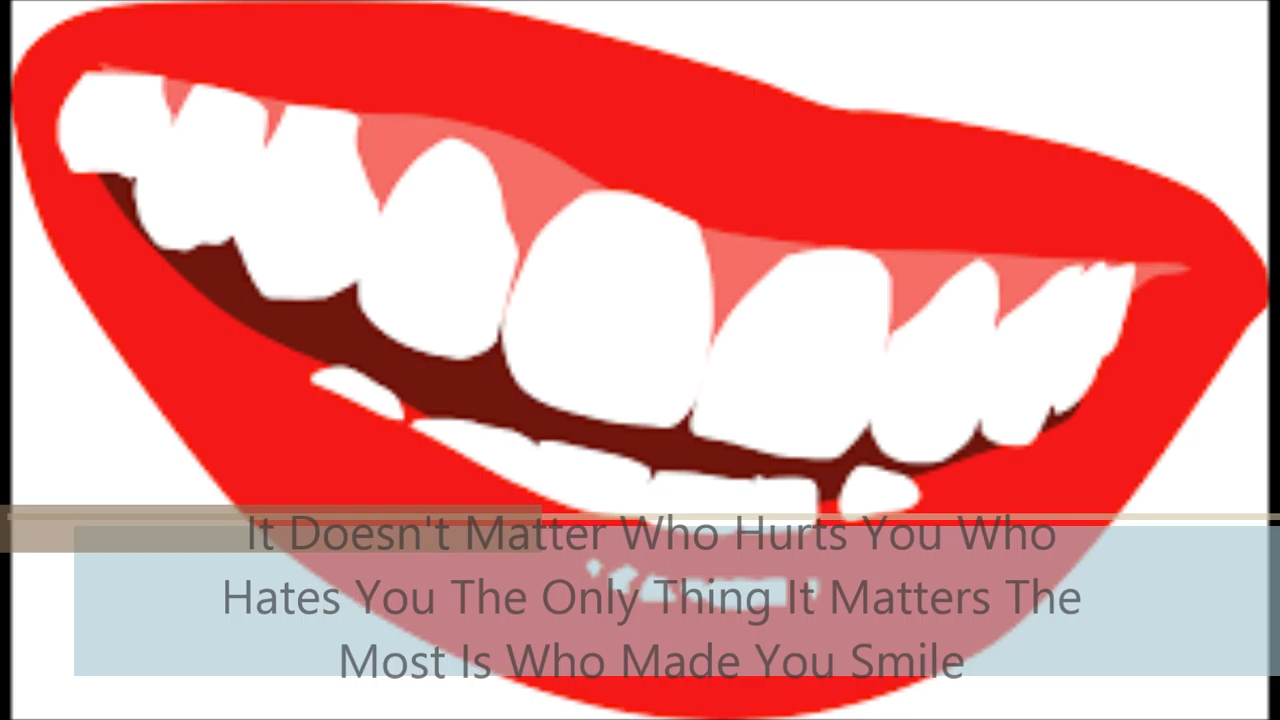 It Doesn't Matter Who Hurts You Who
Hates You The Only Thing It Matters The
Most Is Who Made You Smile